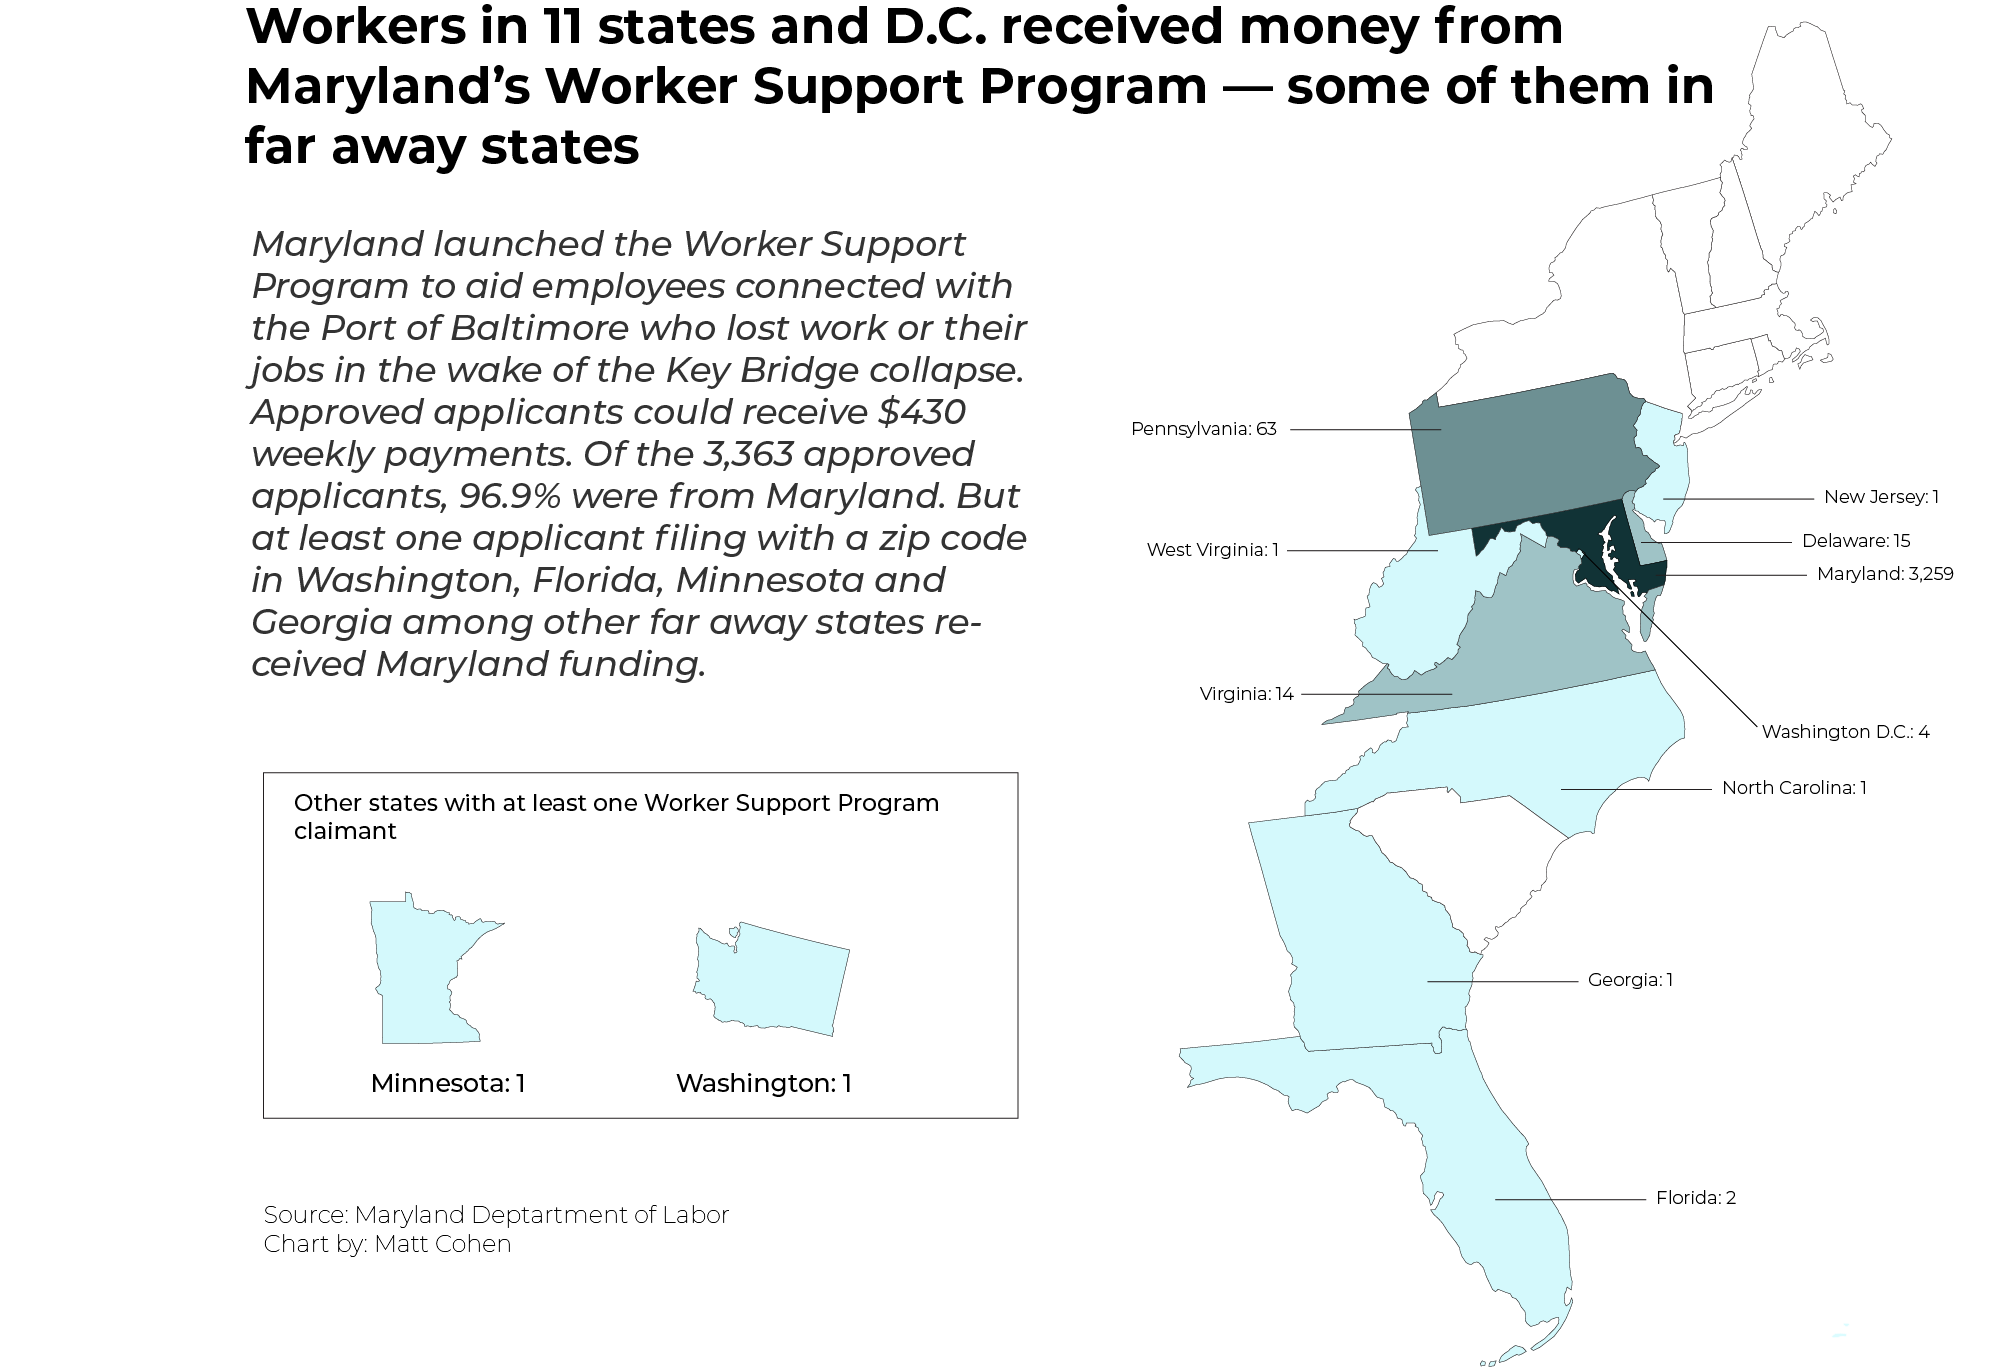 Workers in 11 states and D.C. received money from
Maryland’s Worker Support Program — some of them in
far away states
Maryland launched the Worker Support
Program to aid employees connected with
the Port of Baltimore who lost work or their
jobs in the wake of the Key Bridge collapse.
Approved applicants could receive $430
weekly payments. Of the 3,363 approved
applicants, 96.9% were from Maryland. But
at least one applicant filing with a zip code
in Washington, Florida, Minnesota and
Georgia among other far away states re-
ceived Maryland funding.
Other states with at least one Worker Support Program
claimant
Minnesota: 1
Washington: 1
Source: Maryland Deptartment of Labor
Chart by: Matt Cohen
Pennsylvania: 63
New Jersey: 1
Delaware: 15
West Virginia: 1
Maryland: 3,259
Virginia: 14
Washington D.C.: 4
North Carolina: 1
Georgia: 1
Florida: 2